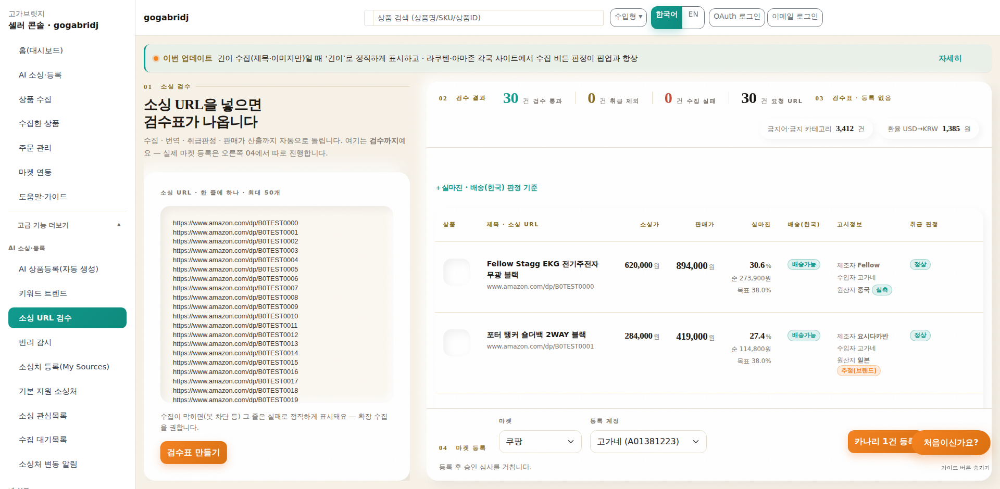 고가브릿지
셀러 콘솔 · gogabridj
홈(대시보드)
AI 소싱·등록
상품 수집
수집한 상품
주문 관리
마켓 연동
도움말·가이드
고급 기능 더보기 ▲
AI 소싱·등록
AI 상품등록(자동 생성)
키워드 트렌드
소싱 URL 검수
반려 감시
소싱처 등록(My Sources)
기본 지원 소싱처
소싱 관심목록
수집 대기목록
소싱처 변동 알림
gogabridj
상품 검색 (상품명/SKU/상품ID)
수입형 ▾
한국어
EN
OAuth 로그인
이메일 로그인
이번 업데이트 간이 수집(제목·이미지만)일 때 ‘간이’로 정직하게 표시하고 · 라쿠텐·아마존 각국 사이트에서 수집 버튼 판정이 팝업과 항상
자세히
01 소싱 검수
소싱 URL을 넣으면
검수표가 나옵니다
수집 · 번역 · 취급판정 · 판매가 산출까지 자동으로 돌립니다. 여기는 검수까지예
요 — 실제 마켓 등록은 오른쪽 04에서 따로 진행합니다.
소싱 URL · 한 줄에 하나 · 최대 50개
https://www.amazon.com/dp/B0TEST0000
https://www.amazon.com/dp/B0TEST0001
https://www.amazon.com/dp/B0TEST0002
https://www.amazon.com/dp/B0TEST0003
https://www.amazon.com/dp/B0TEST0004
https://www.amazon.com/dp/B0TEST0005
https://www.amazon.com/dp/B0TEST0006
https://www.amazon.com/dp/B0TEST0007
https://www.amazon.com/dp/B0TEST0008
https://www.amazon.com/dp/B0TEST0009
https://www.amazon.com/dp/B0TEST0010
https://www.amazon.com/dp/B0TEST0011
https://www.amazon.com/dp/B0TEST0012
https://www.amazon.com/dp/B0TEST0013
https://www.amazon.com/dp/B0TEST0014
https://www.amazon.com/dp/B0TEST0015
https://www.amazon.com/dp/B0TEST0016
https://www.amazon.com/dp/B0TEST0017
https://www.amazon.com/dp/B0TEST0018
https://www.amazon.com/dp/B0TEST0019
수집이 막히면(봇 차단 등) 그 줄은 실패로 정직하게 표시돼요 — 확장 수집
을 권합니다.
검수표 만들기
02 검수 결과
30 건 검수 통과
0 건 취급 제외
0 건 수집 실패
30 건 요청 URL
03 검수표 · 등록 없음
금지어·금지 카테고리 3,412 건
환율 USD→KRW 1,385 원
+ 실마진 · 배송(한국) 판정 기준
상품 제목 · 소싱 URL 소싱가 판매가 실마진 배송(한국) 고시정보 취급 판정
Fellow Stagg EKG 전기주전자
무광 블랙
www.amazon.com/dp/B0TEST0000
620,000 원
894,000 원
30.6 %
순 273,900원
목표 38.0%
배송가능
제조자 Fellow
수입자 고가네
원산지 중국 실측
정상
포터 탱커 숄더백 2WAY 블랙
www.amazon.com/dp/B0TEST0001
284,000 원
419,000 원
27.4 %
순 114,800원
목표 38.0%
배송가능
제조자 요시다카반
수입자 고가네
원산지 일본
추정(브랜드)
정상
04 마켓 등록
마켓
쿠팡
등록 계정
고가네 (A01381223)
카나리 1건 등록
처음이신가요?
등록 후 승인 심사를 거칩니다.
가이드 버튼 숨기기